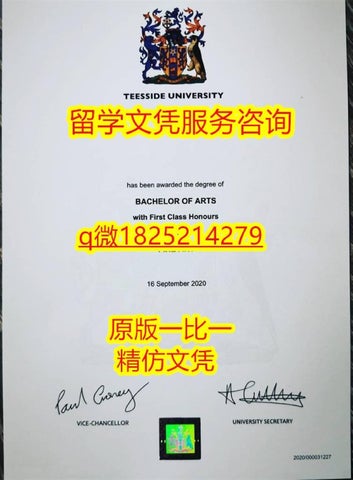 TEESSIDE UNIVERSITY
留学文凭服务咨询
has been awarded the degree of
BACHELOR OF ARTS
with First Class Honours
q微1825214279
16 September 2020
原版一比一
精仿文凭
VICE-CHANCELLOR
UNIVERSITY SECRETARY
2020/000031227